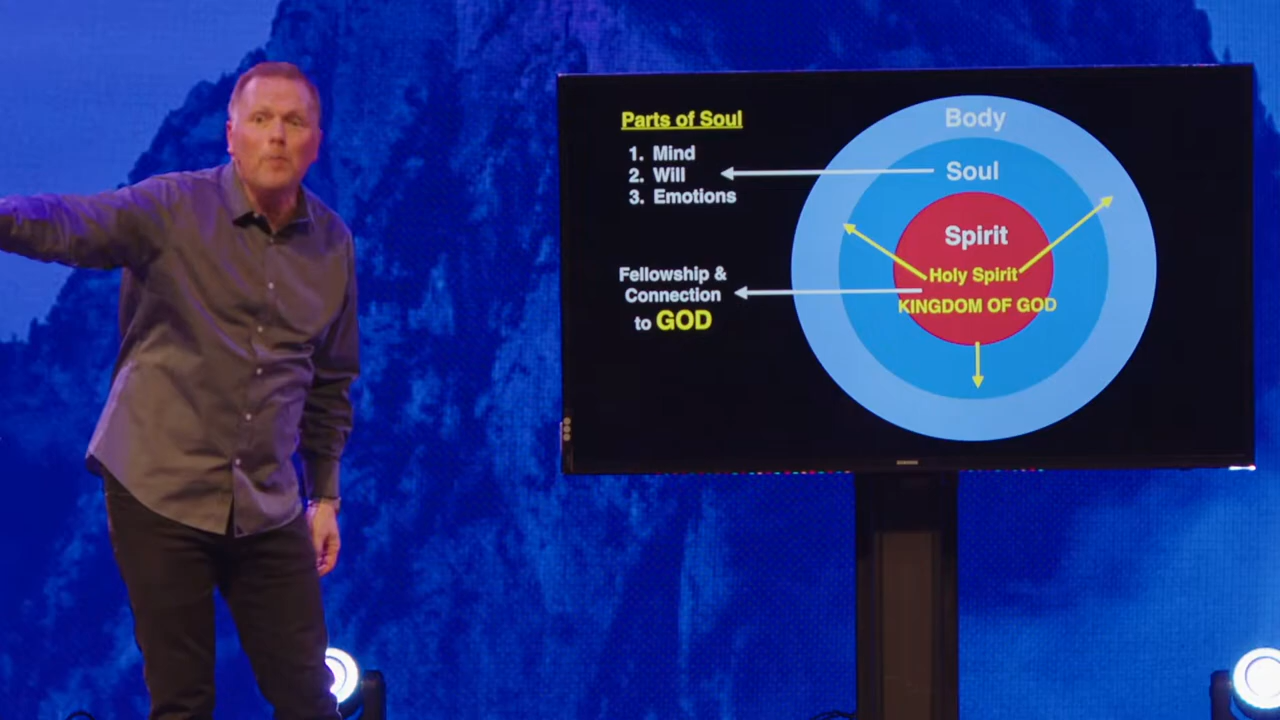 Parts of Soul
1. Mind
2. Will
3. Emotions
Fellowship &
Connection
to GOD
Body
Soul
Spirit
Holy Spirit
KINGDOM OF GOD
SAMSUNG